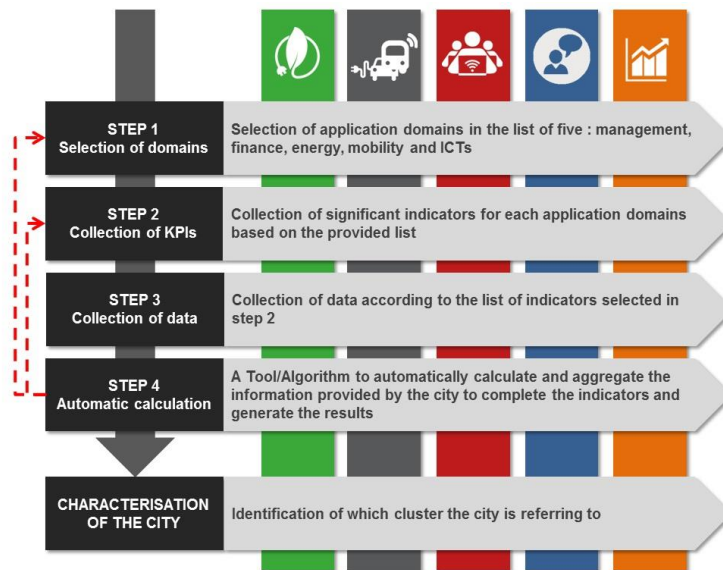 STEP 1
Selection of domains
Selection of application domains in the list of five : management,
finance, energy, mobility and ICTs
STEP 2
Collection of KPIs
Collection of significant indicators for each application domains
based on the provided list
STEP 3
Collection of data
Collection of data according to the list of indicators selected in
step 2
STEP 4
Automatic calculation
A Tool/Algorithm to automatically calculate and aggregate the
information provided by the city to complete the indicators and
generate the results
CHARACTERISATION
OF THE CITY
Identification of which cluster the city is referring to